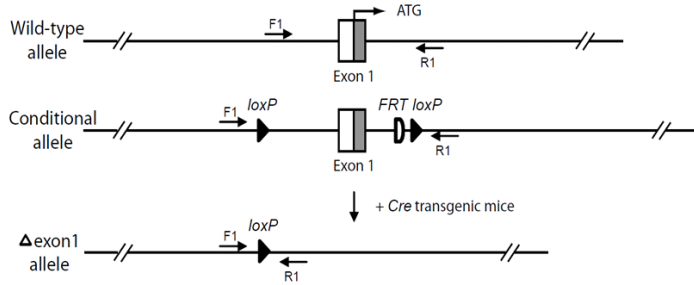 Wild-type
allele
F1
ATG
Exon 1
R1
Conditional
allele
F1
loxP
Exon 1
FRT loxP
R1
+ Cre transgenic mice
Δexon1
allele
F1
loxP
R1